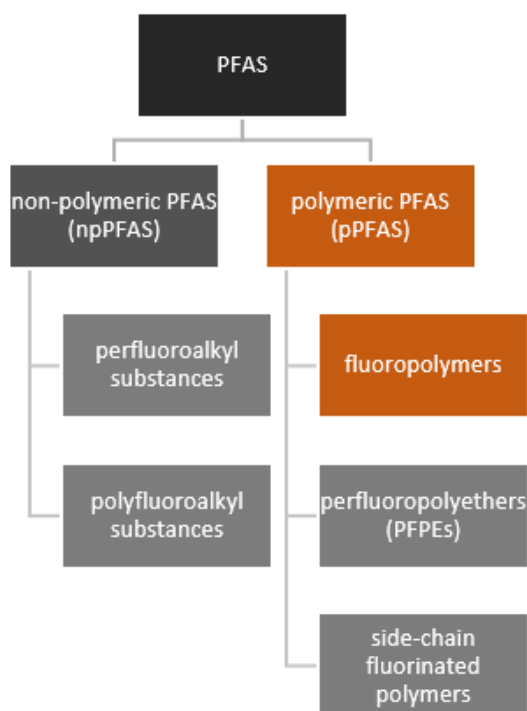 PFAS
non-polymeric PFAS
(npPFAS)
polymeric PFAS
(pPFAS)
perfluoroalkyl
substances
fluoropolymers
polyfluoroalkyl
substances
perfluoropolyethers
(PFPEs)
side-chain
fluorinated
polymers